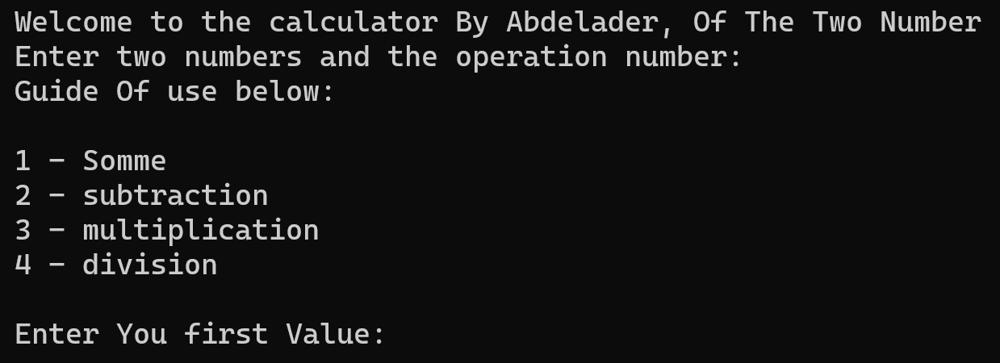 Welcome to the calculator By Abdelader, Of The Two Number
Enter two numbers and the operation number:
Guide Of use below:
1 - Somme
2 - subtraction
3 - multiplication
4 - division
Enter You first Value: